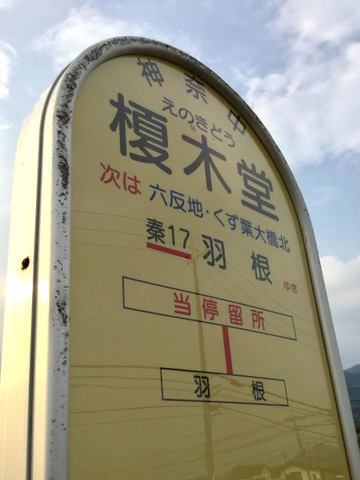 神奈中
えのきどう
榎木堂
次は 六反地・くず葉大橋北
秦17 羽根 ゆき
当停留所
羽根